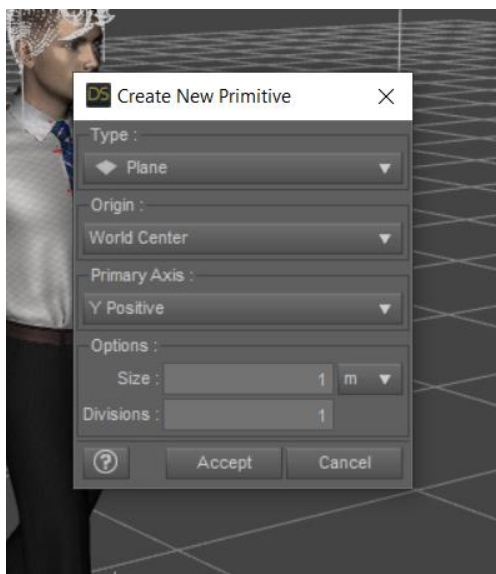 DS Create New Primitive
Type :
Plane
Origin :
World Center
Primary Axis :
Y Positive
Options :
Size : 1 m
Divisions : 1
? Accept Cancel